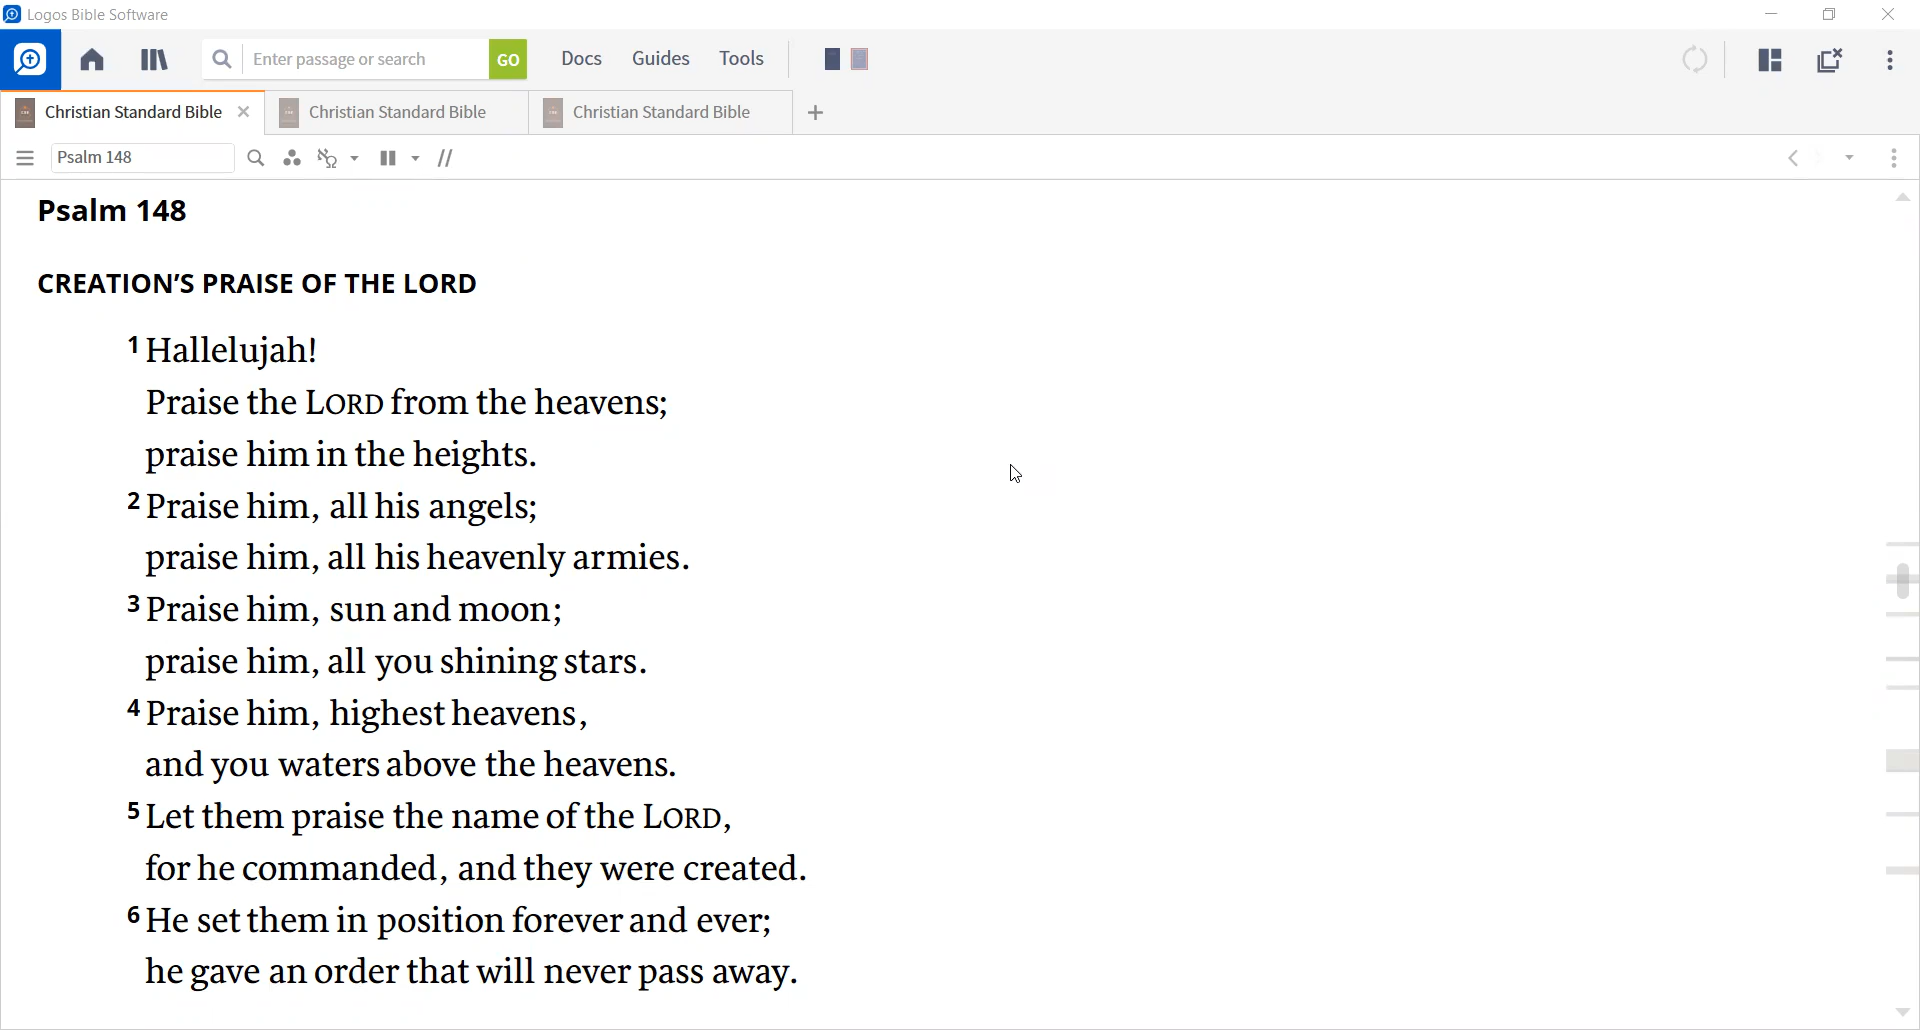 Logos Bible Software
Enter passage or search
GO
Docs
Guides
Tools
Christian Standard Bible
Christian Standard Bible
Christian Standard Bible
Psalm 148
Psalm 148
CREATION’S PRAISE OF THE LORD
1 Hallelujah!
Praise the LORD from the heavens;
praise him in the heights.
2 Praise him, all his angels;
praise him, all his heavenly armies.
3 Praise him, sun and moon;
praise him, all you shining stars.
4 Praise him, highest heavens,
and you waters above the heavens.
5 Let them praise the name of the LORD,
for he commanded, and they were created.
6 He set them in position forever and ever;
he gave an order that will never pass away.